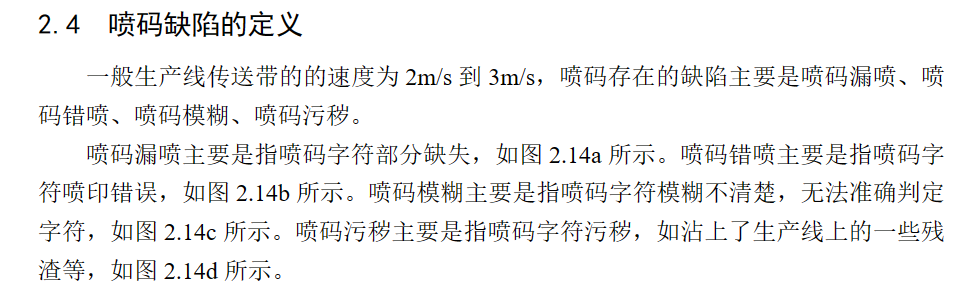 2.4 喷码缺陷的定义
一般生产线传送带的的速度为 2m/s 到 3m/s，喷码存在的缺陷主要是喷码漏喷、喷
码错喷、喷码模糊、喷码污秽。
喷码漏喷主要是指喷码字符部分缺失，如图 2.14a 所示。喷码错喷主要是指喷码字
符喷印错误，如图 2.14b 所示。喷码模糊主要是指喷码字符模糊不清楚，无法准确判定
字符，如图 2.14c 所示。喷码污秽主要是指喷码字符污秽，如沾上了生产线上的一些残
渣等，如图 2.14d 所示。